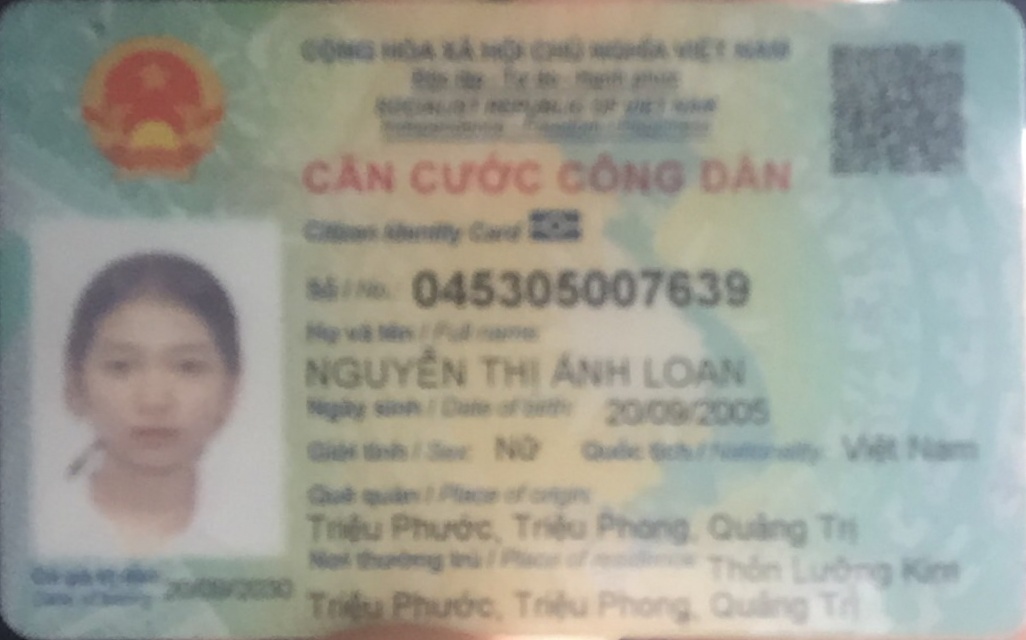 CỘNG HÒA XÃ HỘI CHỦ NGHĨA VIỆT NAM
Độc lập - Tự do - Hạnh phúc
SOCIALIST REPUBLIC OF VIET NAM
Independence - Freedom - Happiness
CĂN CƯỚC CÔNG DÂN
Citizen Identity Card
Số / No.: 045305007639
Họ và tên / Full name:
NGUYỄN THỊ ÁNH LOAN
Ngày sinh / Date of birth: 20/09/2005
Giới tính / Sex: Nữ Quốc tịch / Nationality: Việt Nam
Quê quán / Place of origin:
Triệu Phước, Triệu Phong, Quảng Trị
Nơi thường trú / Place of residence: Thôn Lưỡng Kim
Triệu Phước, Triệu Phong, Quảng Trị
Có giá trị đến: 20/09/2030
Date of expiry